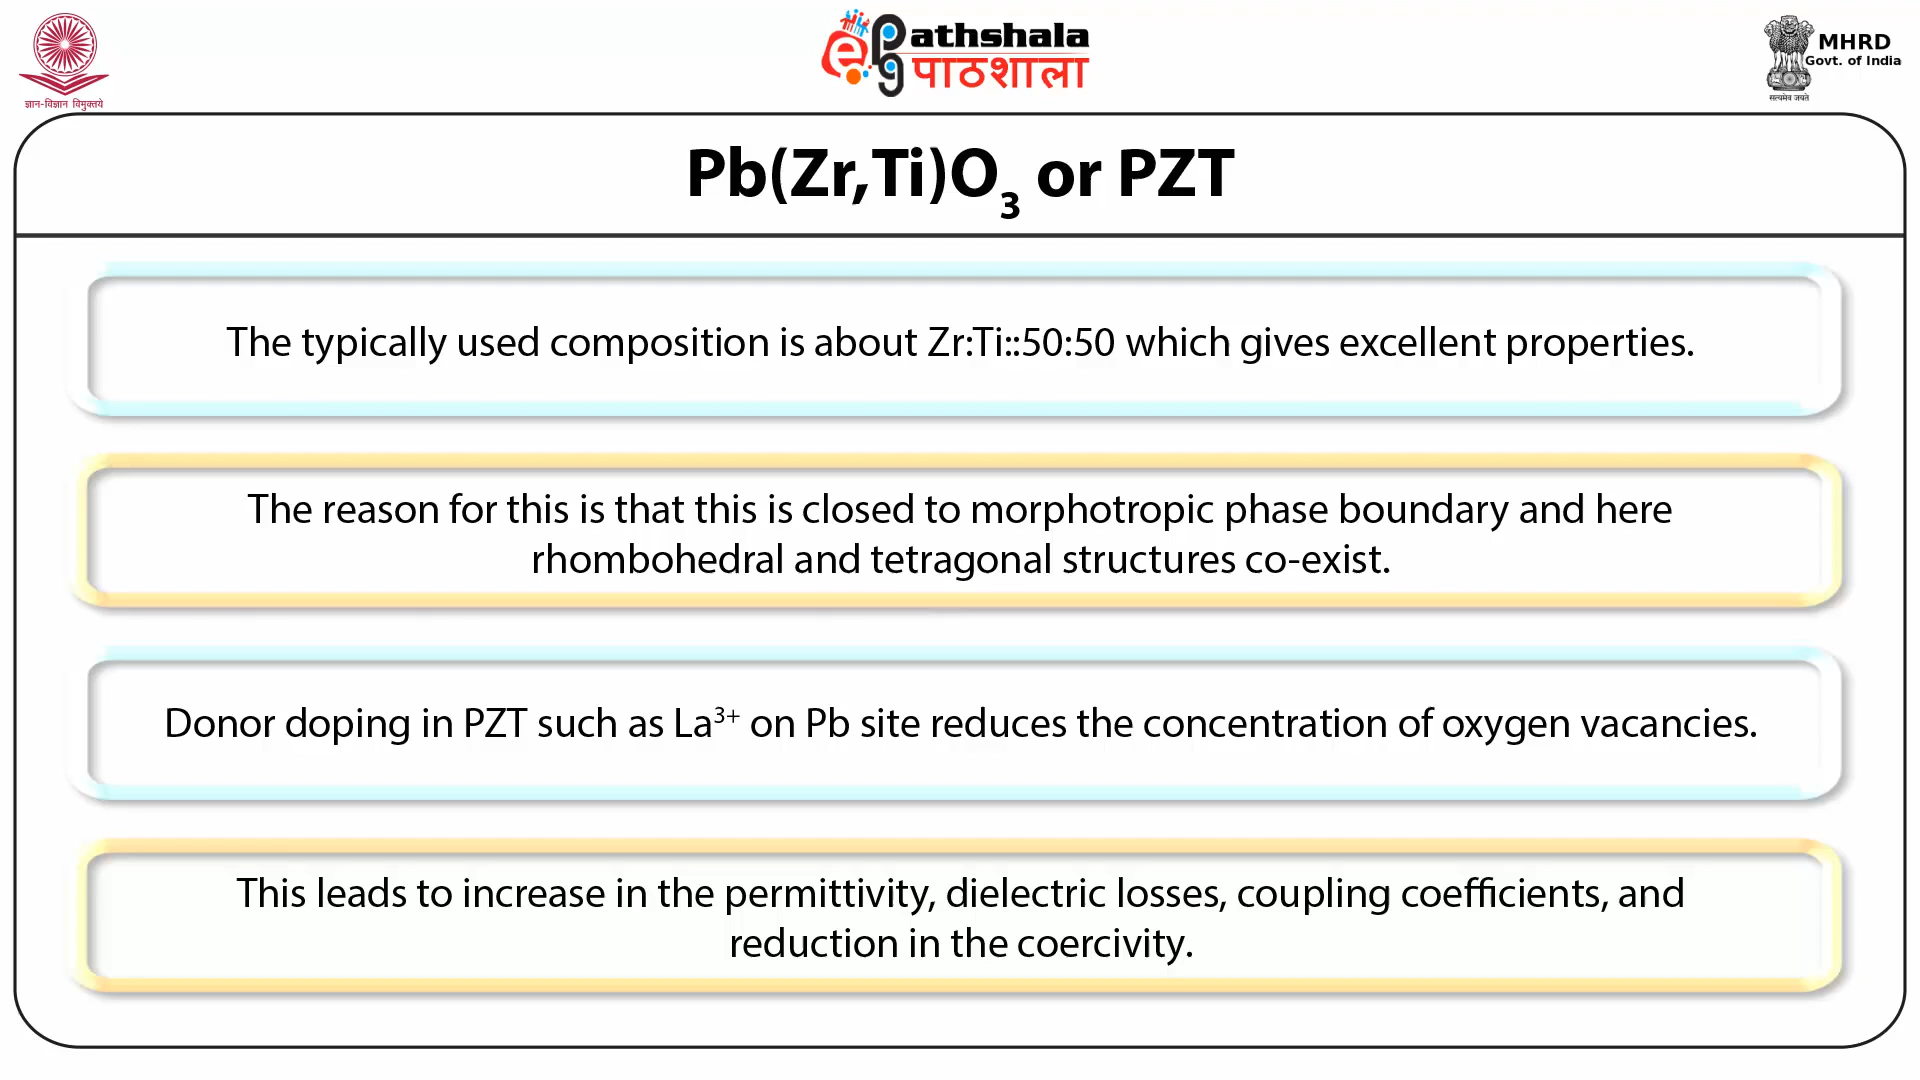 ज्ञान-विज्ञान विमुक्तये
ePathshala
पाठशाला
MHRD
Govt. of India
सत्यमेव जयते
Pb(Zr,Ti)O₃ or PZT
The typically used composition is about Zr:Ti::50:50 which gives excellent properties.
The reason for this is that this is closed to morphotropic phase boundary and here
rhombohedral and tetragonal structures co-exist.
Donor doping in PZT such as La³⁺ on Pb site reduces the concentration of oxygen vacancies.
This leads to increase in the permittivity, dielectric losses, coupling coefficients, and
reduction in the coercivity.